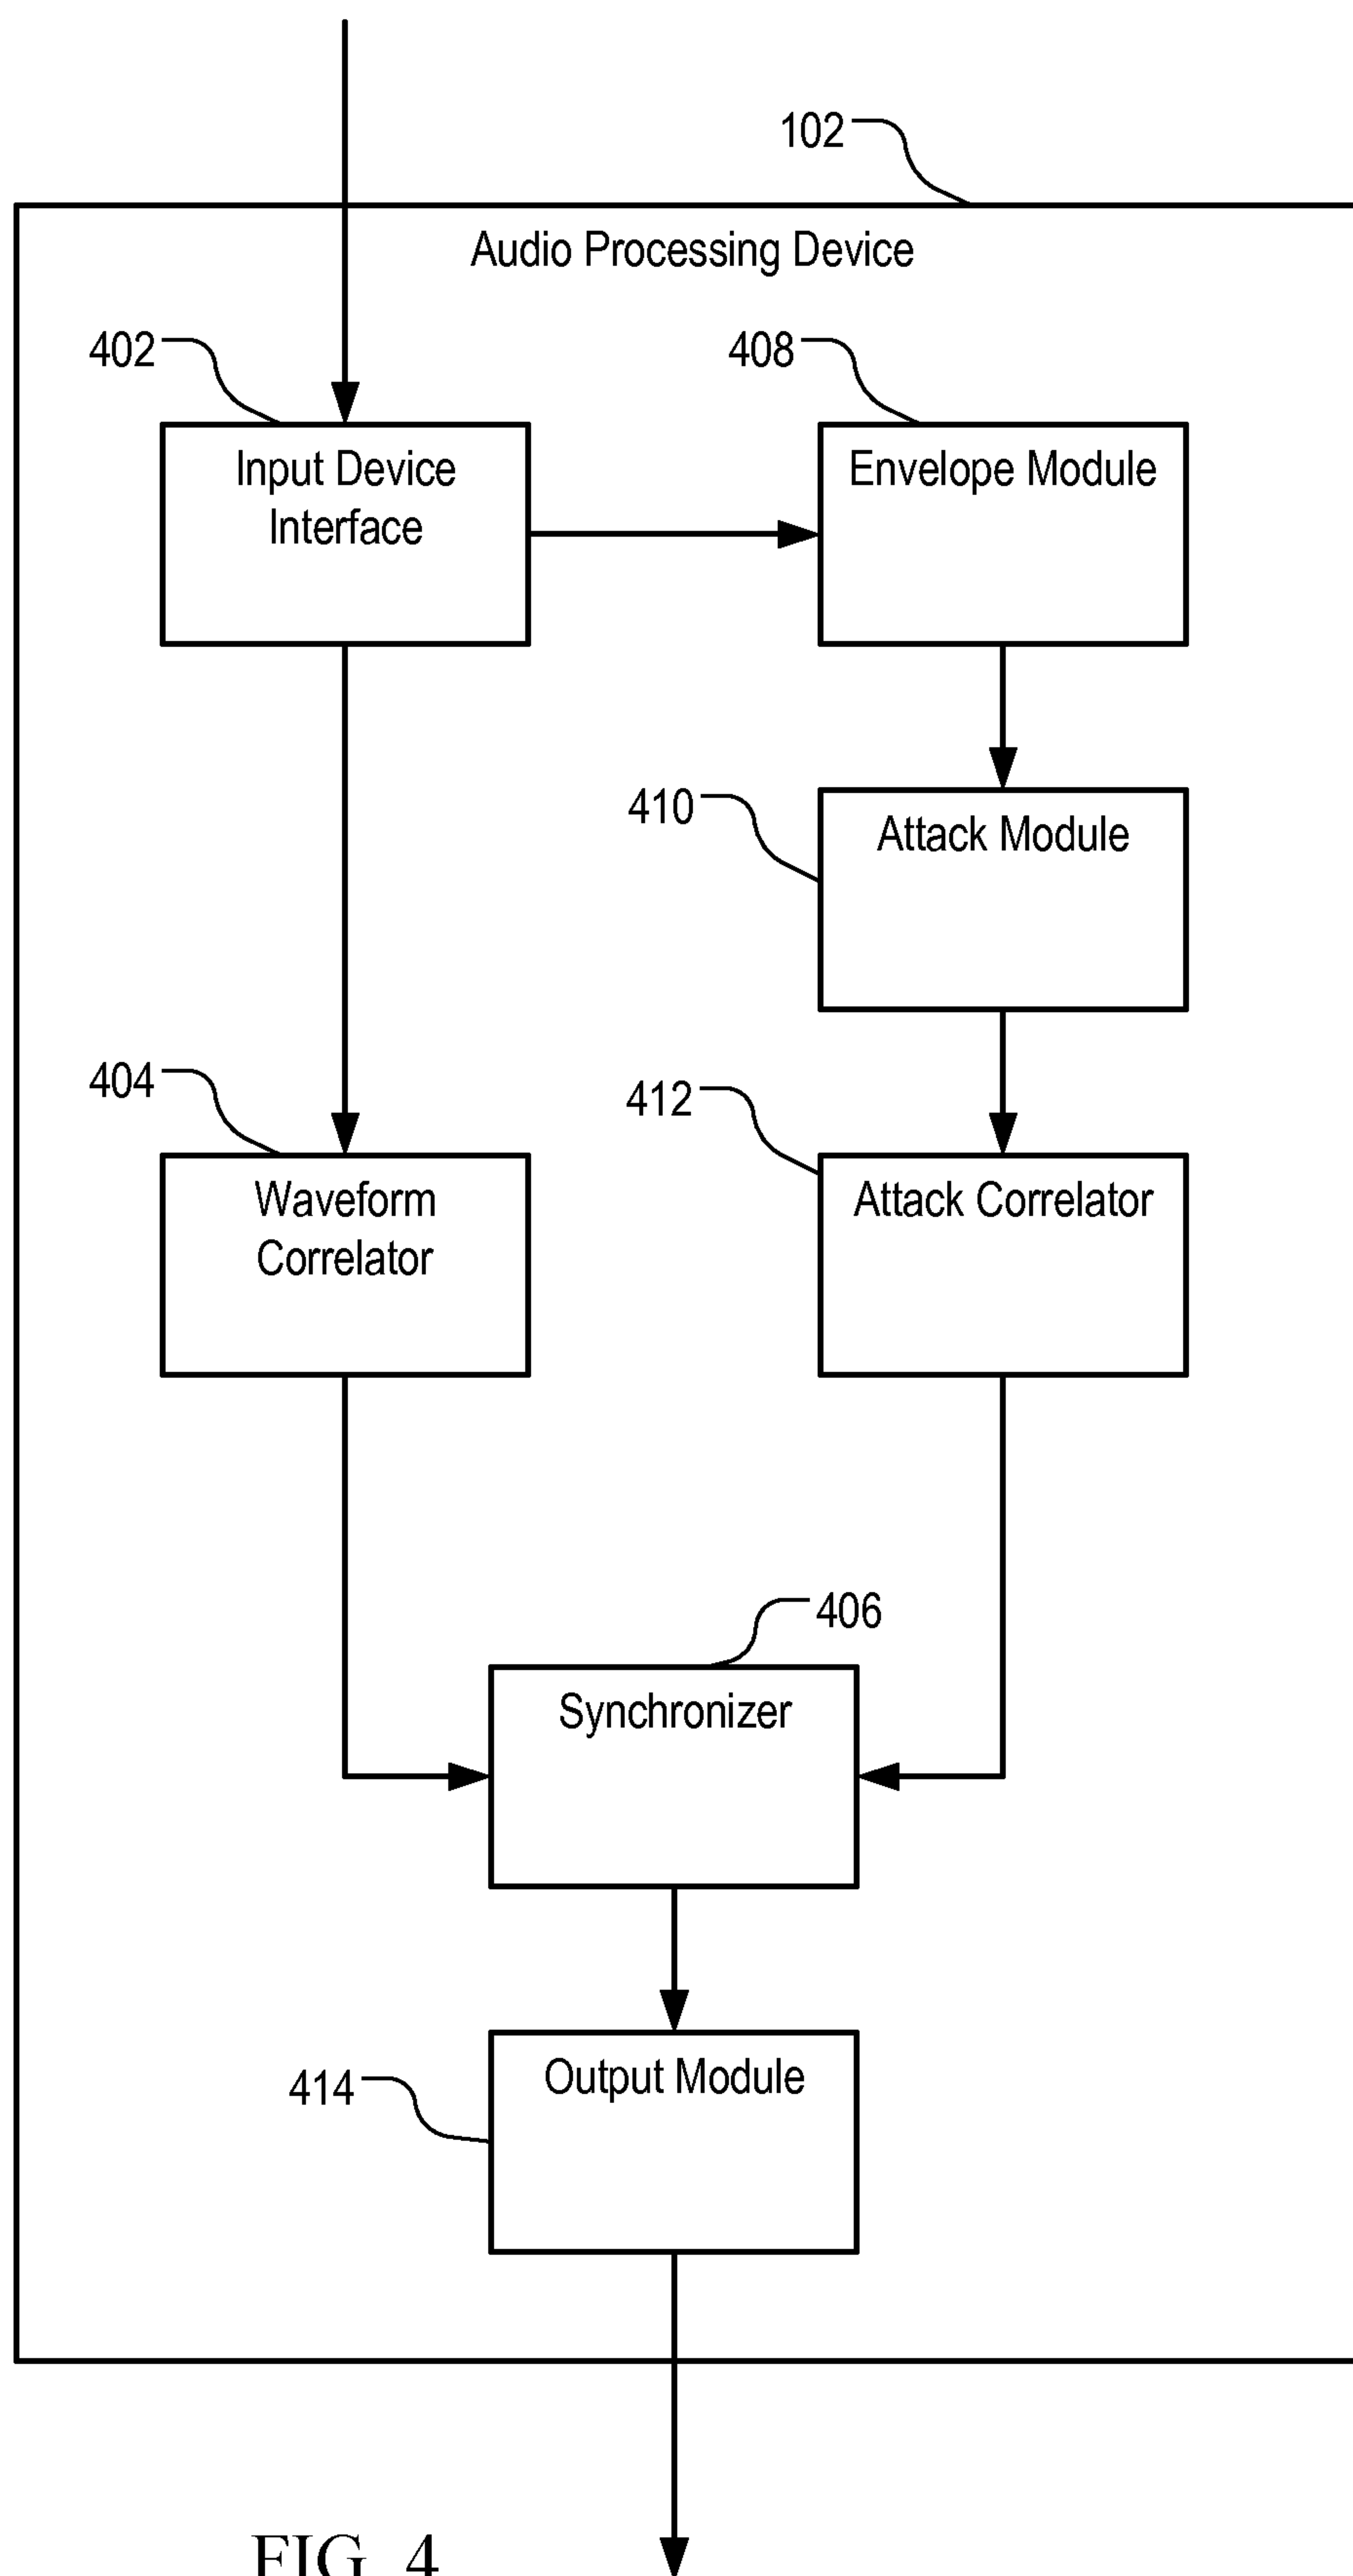 102
Audio Processing Device
402
408
Input Device
Interface
Envelope Module
410
Attack Module
404
412
Waveform
Correlator
Attack Correlator
406
Synchronizer
414
Output Module
FIG. 4